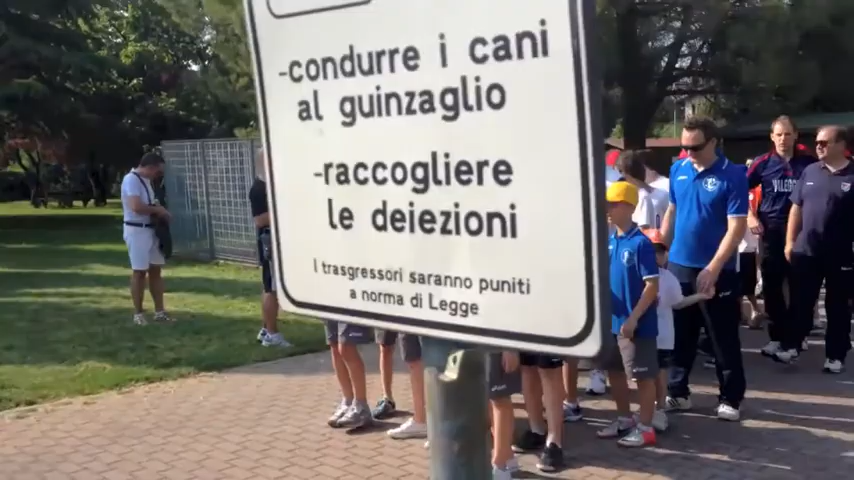 -condurre i cani
al guinzaglio
-raccogliere
le deiezioni
I trasgressori saranno puniti
a norma di Legge